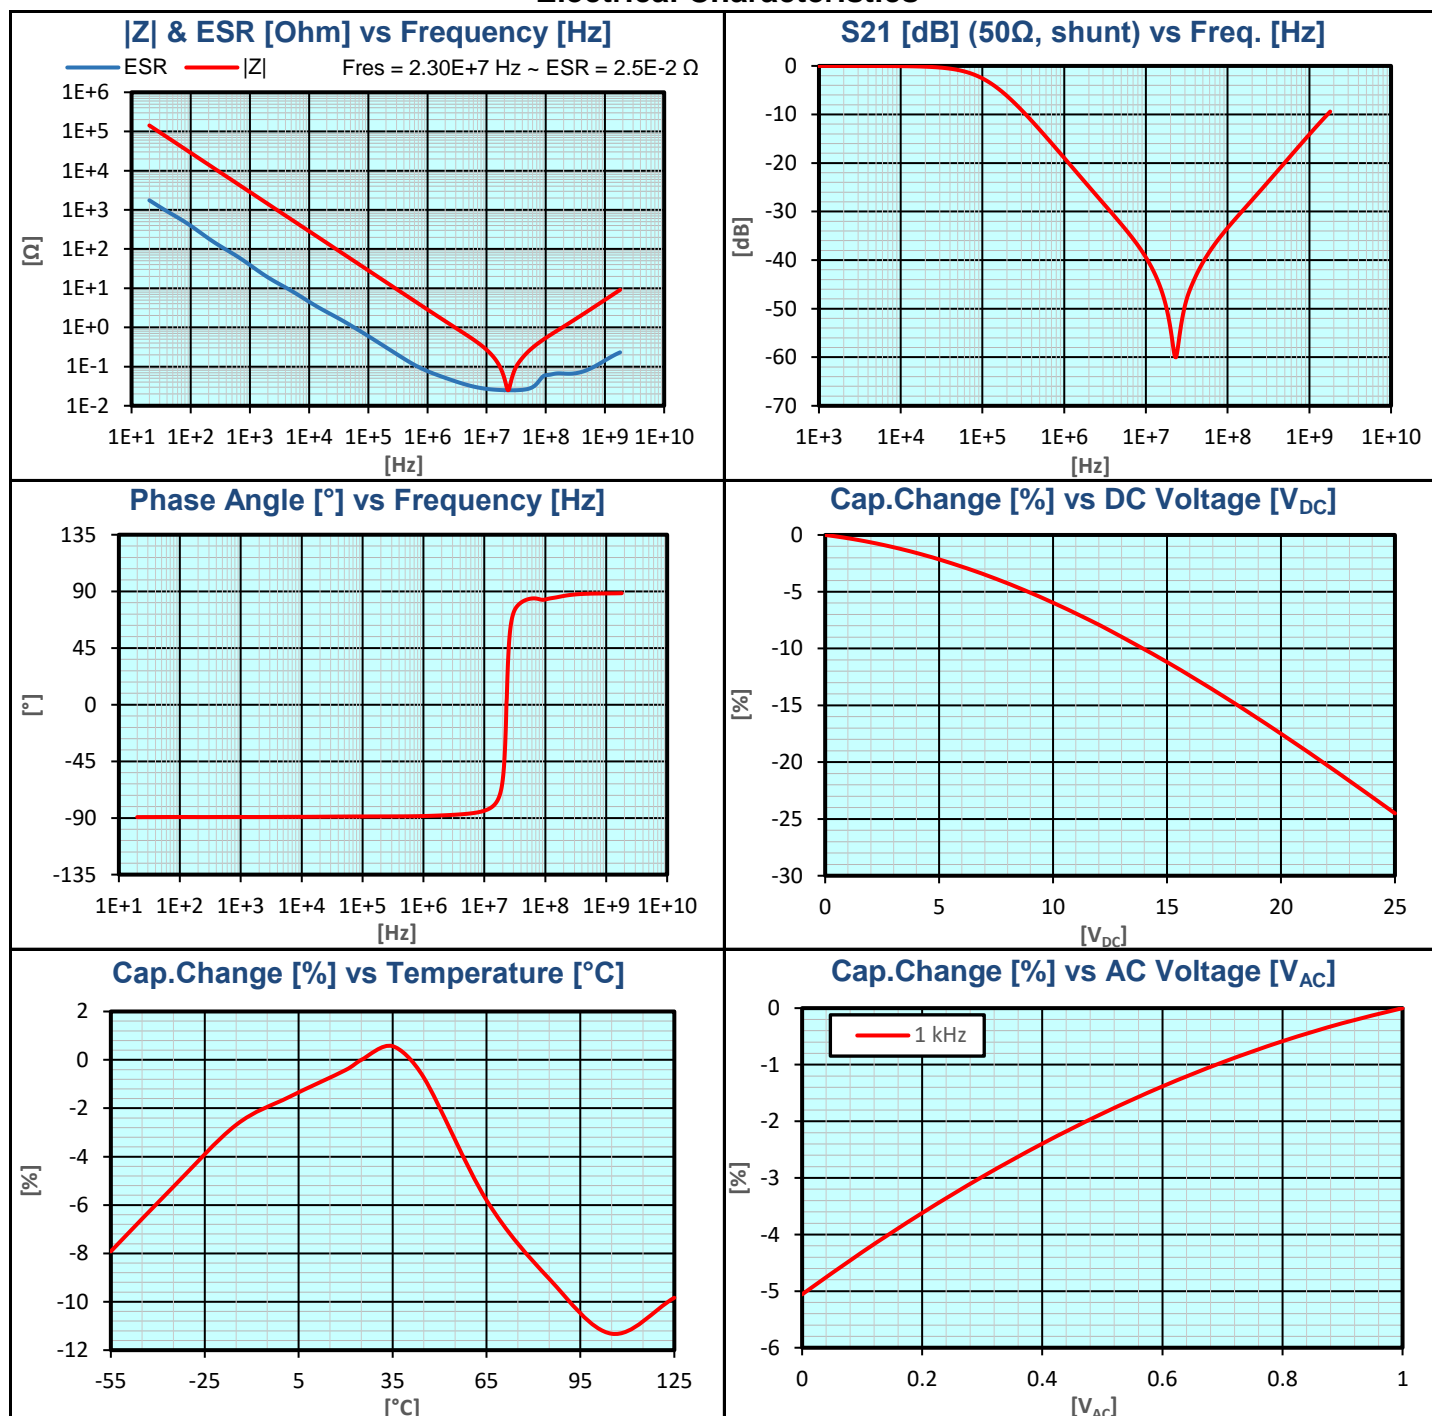 Electrical Characteristics
|Z| & ESR [Ohm] vs Frequency [Hz]
ESR |Z| Fres = 2.30E+7 Hz ~ ESR = 2.5E-2 Ω
1E+6
1E+5
1E+4
1E+3
1E+2
1E+1
1E+0
1E-1
1E-2
[Ω]
1E+1 1E+2 1E+3 1E+4 1E+5 1E+6 1E+7 1E+8 1E+9 1E+10
[Hz]
S21 [dB] (50Ω, shunt) vs Freq. [Hz]
0
-10
-20
-30
-40
-50
-60
-70
[dB]
1E+3 1E+4 1E+5 1E+6 1E+7 1E+8 1E+9 1E+10
[Hz]
Phase Angle [°] vs Frequency [Hz]
135
90
45
0
-45
-90
-135
[°]
1E+1 1E+2 1E+3 1E+4 1E+5 1E+6 1E+7 1E+8 1E+9 1E+10
[Hz]
Cap.Change [%] vs DC Voltage [VDC]
0
-5
-10
-15
-20
-25
-30
[%]
0 5 10 15 20 25
[VDC]
Cap.Change [%] vs Temperature [°C]
2
0
-2
-4
-6
-8
-10
-12
[%]
-55 -25 5 35 65 95 125
[°C]
Cap.Change [%] vs AC Voltage [VAC]
1 kHz
0
-1
-2
-3
-4
-5
-6
[%]
0 0.2 0.4 0.6 0.8 1
[VAC]